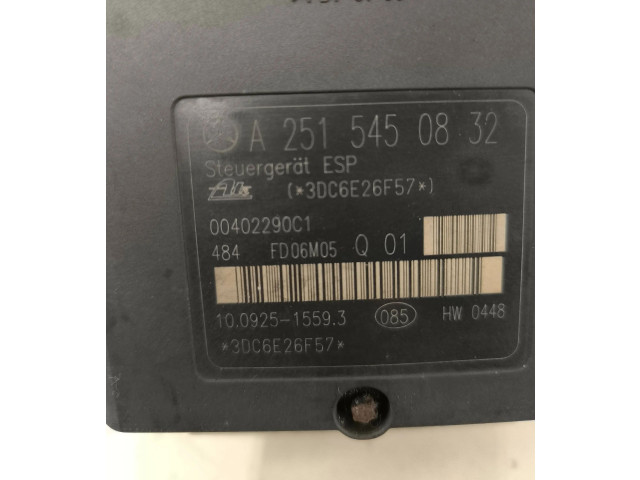 A 251 545 08 32
Steuergerät ESP
Ate (*3DC6E26F57*)
00402290C1
484 FD06M05 Q 01
10.0925-1559.3 085 HW 0448
*3DC6E26F57*